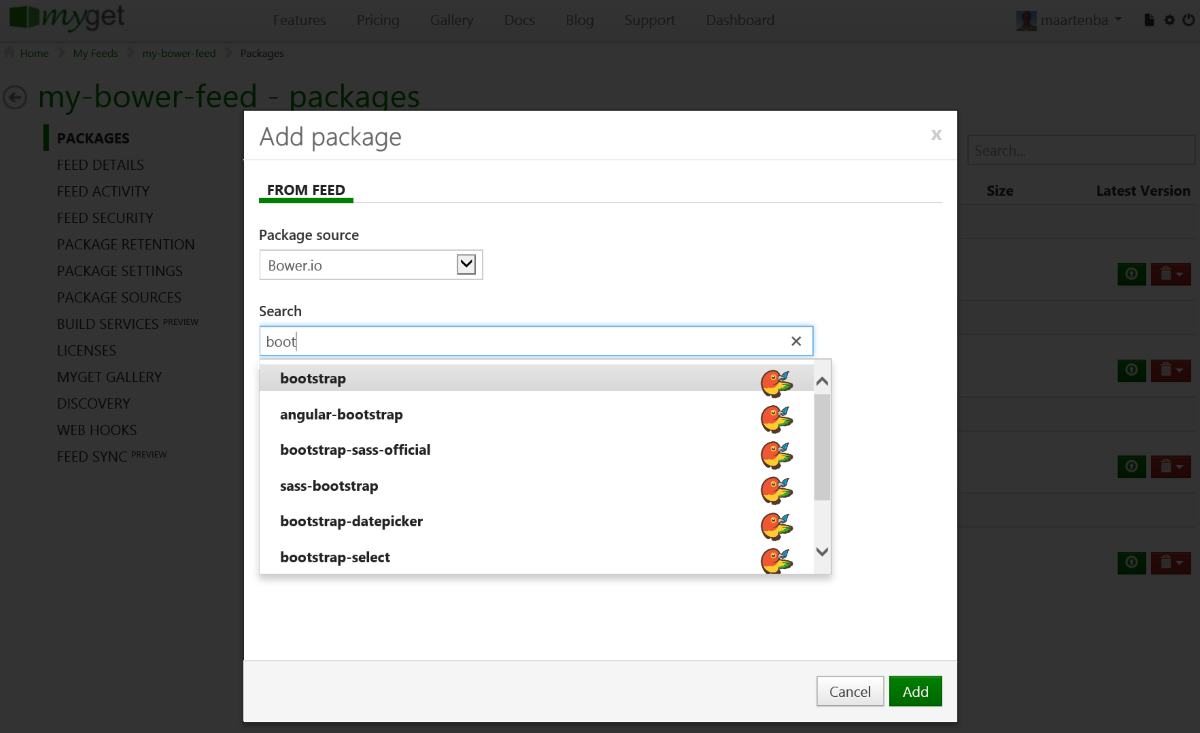 myget
Features Pricing Gallery Docs Blog Support Dashboard maartenba
Home My Feeds my-bower-feed Packages
my-bower-feed - packages
PACKAGES
FEED DETAILS
FEED ACTIVITY
FEED SECURITY
PACKAGE RETENTION
PACKAGE SETTINGS
PACKAGE SOURCES
BUILD SERVICES PREVIEW
LICENSES
MYGET GALLERY
DISCOVERY
WEB HOOKS
FEED SYNC PREVIEW
Search...
Size Latest Version
Add package x
FROM FEED
Package source
Bower.io
Search
boot
bootstrap
angular-bootstrap
bootstrap-sass-official
sass-bootstrap
bootstrap-datepicker
bootstrap-select
Cancel Add